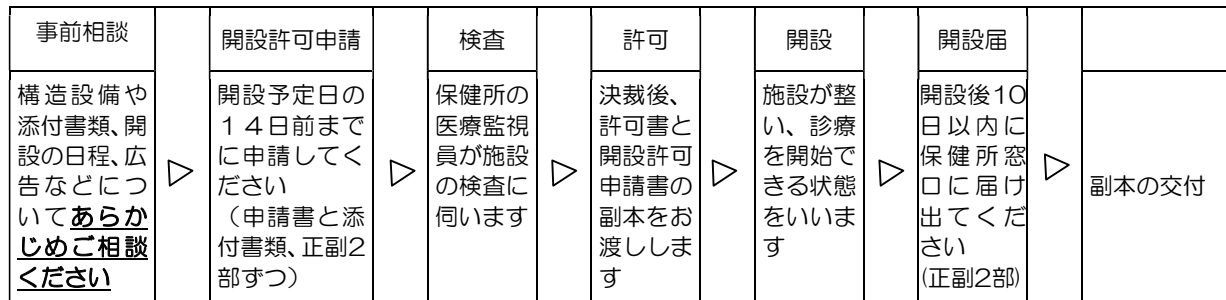 事前相談
構造設備や
添付書類、開
設の日程、広
告などにつ
いてあらか
じめご相談
ください
▷
開設許可申請
開設予定日の
１４日前まで
に申請してく
ださい
（申請書と添
付書類、正副2
部ずつ）
▷
検査
保健所の
医療監視
員が施設
の検査に
伺います
▷
許可
決裁後、
許可書と
開設許可
申請書の
副本をお
渡ししま
す
▷
開設
施設が整
い、診療
を開始で
きる状態
をいいま
す
▷
開設届
開設後10
日以内に
保健所窓
口に届け
出てくだ
さい
(正副2部)
▷
副本の交付